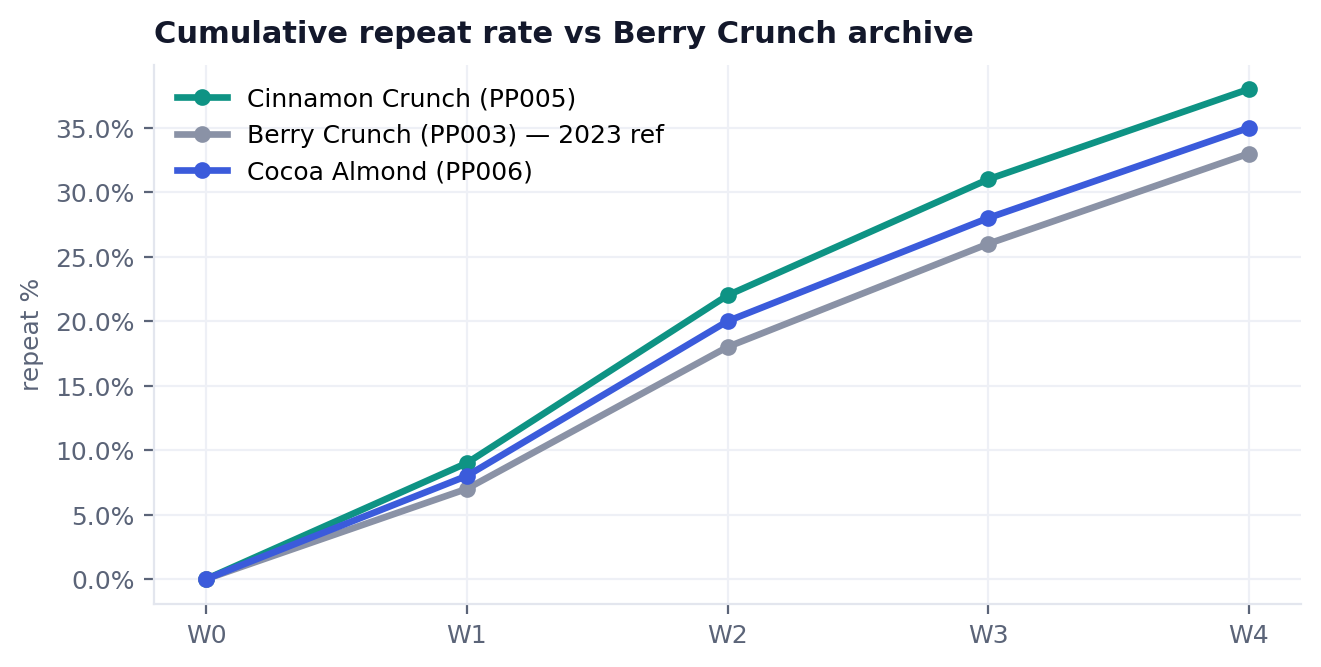 Cumulative repeat rate vs Berry Crunch archive
Cinnamon Crunch (PP005)
Berry Crunch (PP003) — 2023 ref
Cocoa Almond (PP006)
repeat %
35.0%
30.0%
25.0%
20.0%
15.0%
10.0%
5.0%
0.0%
W0 W1 W2 W3 W4